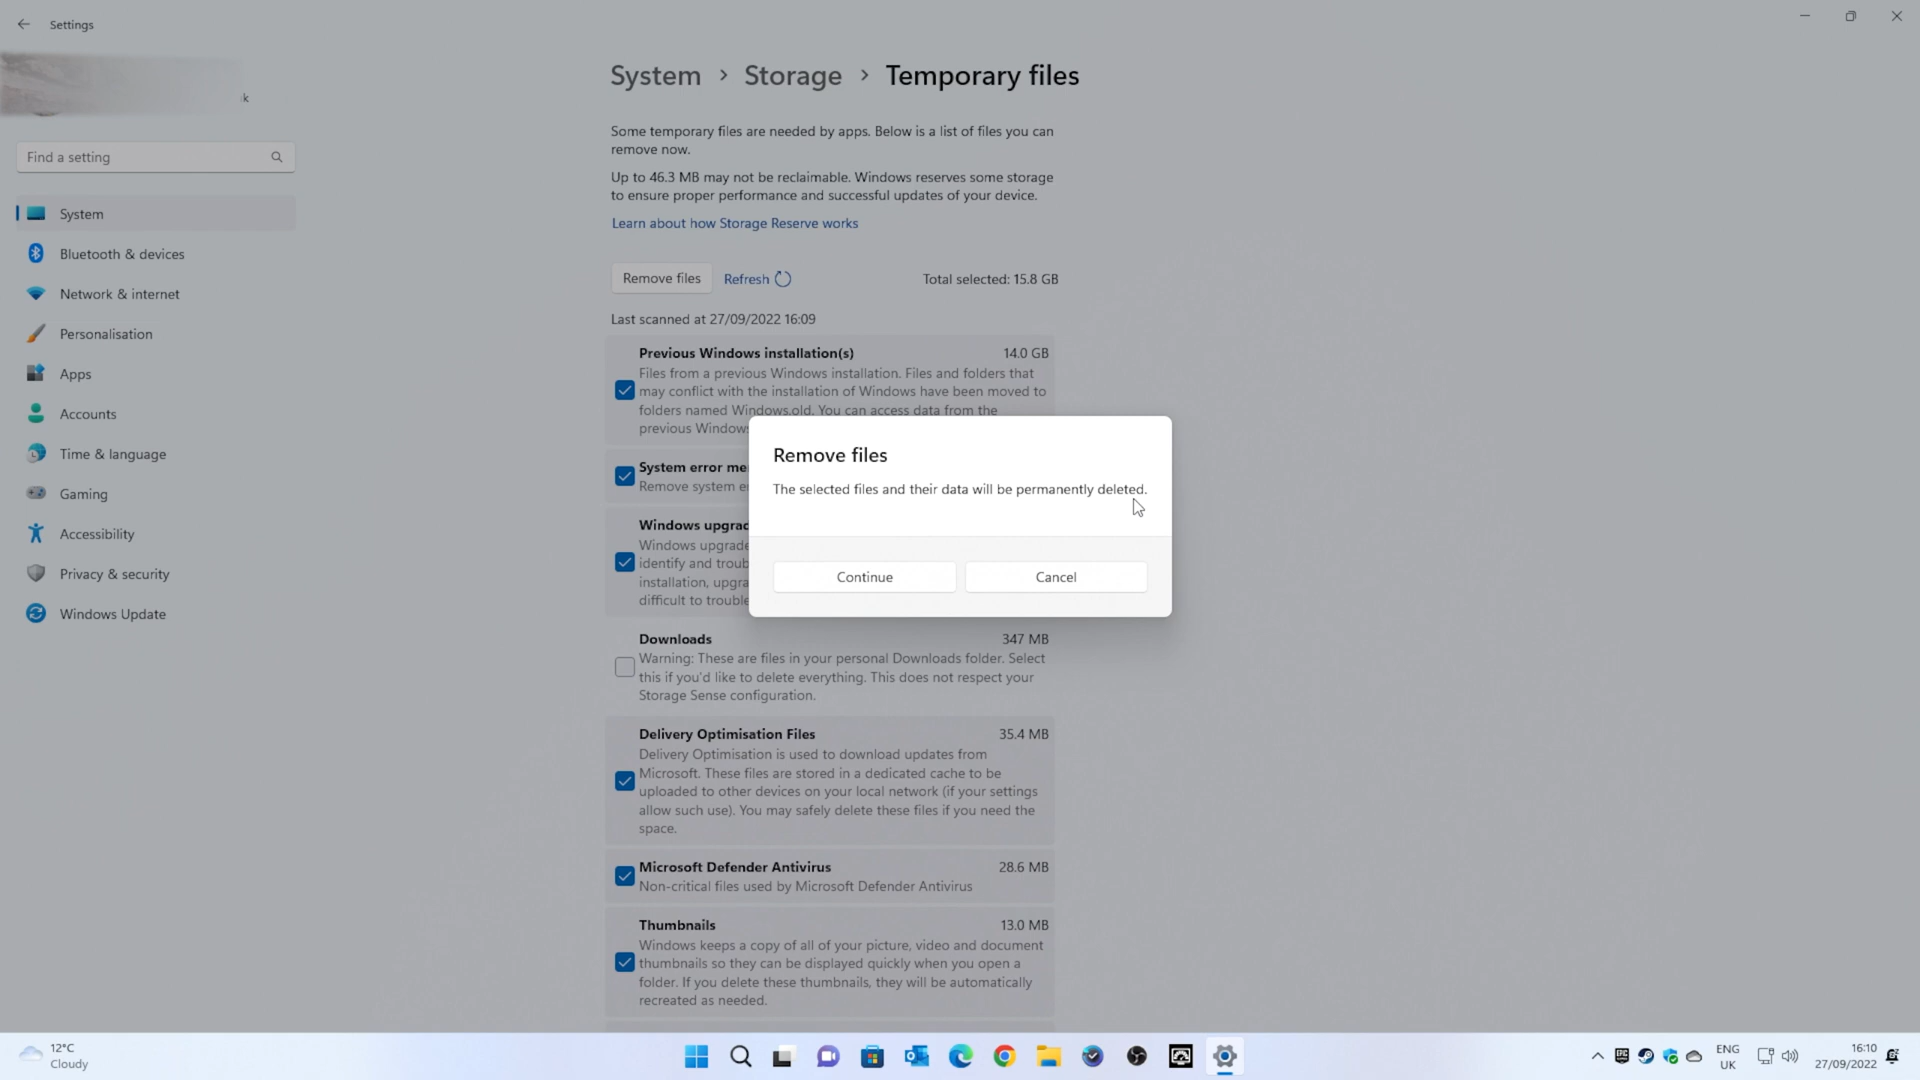 Settings
k
Find a setting
System
Bluetooth & devices
Network & internet
Personalisation
Apps
Accounts
Time & language
Gaming
Accessibility
Privacy & security
Windows Update
System > Storage > Temporary files
Some temporary files are needed by apps. Below is a list of files you can
remove now.
Up to 46.3 MB may not be reclaimable. Windows reserves some storage
to ensure proper performance and successful updates of your device.
Learn about how Storage Reserve works
Remove files Refresh Total selected: 15.8 GB
Last scanned at 27/09/2022 16:09
Previous Windows installation(s) 14.0 GB
Files from a previous Windows installation. Files and folders that
may conflict with the installation of Windows have been moved to
folders named Windows.old. You can access data from the
previous Windows
System error me
Remove system e
Windows upgrad
Windows upgrade
identify and troub
installation, upgra
difficult to trouble
Remove files
The selected files and their data will be permanently deleted.
Continue Cancel
Downloads 347 MB
Warning: These are files in your personal Downloads folder. Select
this if you'd like to delete everything. This does not respect your
Storage Sense configuration.
Delivery Optimisation Files 35.4 MB
Delivery Optimisation is used to download updates from
Microsoft. These files are stored in a dedicated cache to be
uploaded to other devices on your local network (if your settings
allow such use). You may safely delete these files if you need the
space.
Microsoft Defender Antivirus 28.6 MB
Non-critical files used by Microsoft Defender Antivirus
Thumbnails 13.0 MB
Windows keeps a copy of all of your picture, video and document
thumbnails so they can be displayed quickly when you open a
folder. If you delete these thumbnails, they will be automatically
recreated as needed.
12°C
Cloudy
ENG
UK
16:10
27/09/2022